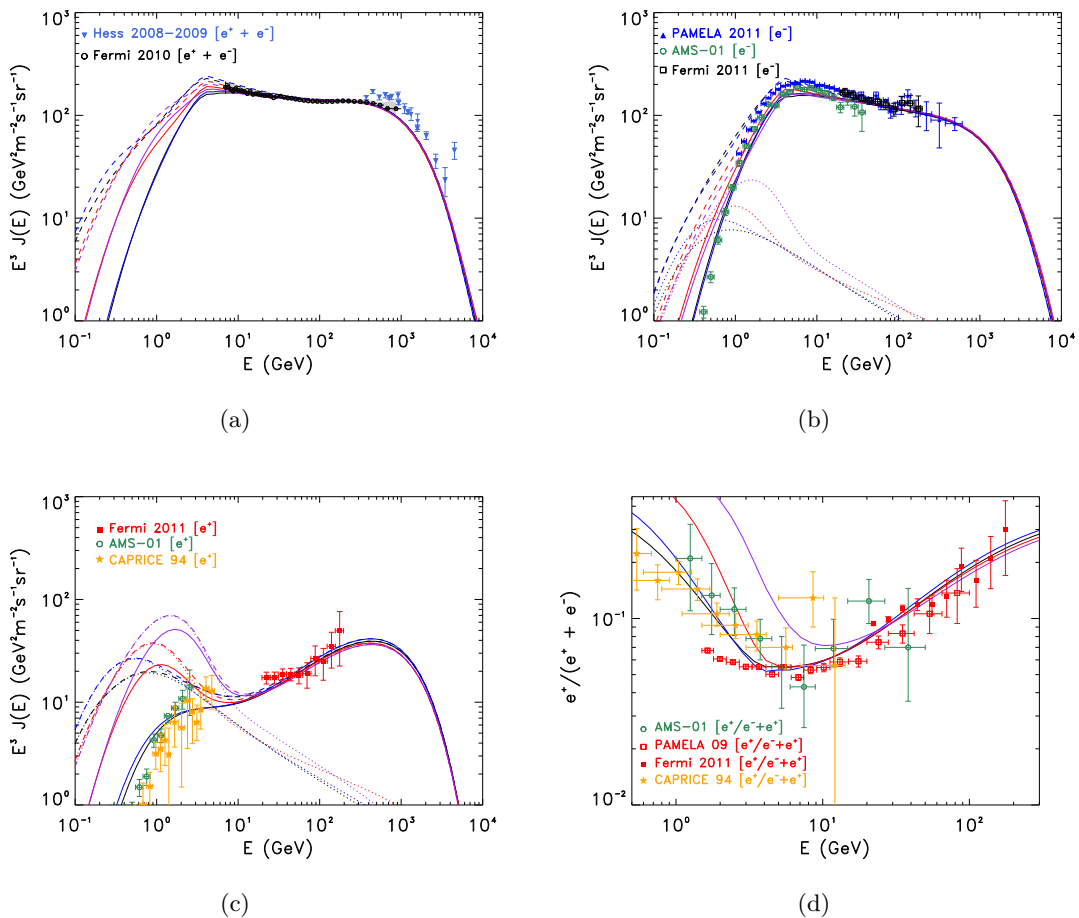 Hess 2008-2009 [e⁺ + e⁻]
Fermi 2010 [e⁺ + e⁻]
E³ J(E) (GeV²m⁻²s⁻¹sr⁻¹)
10³
10²
10¹
10⁰
10⁻¹ 10⁰ 10¹ 10² 10³ 10⁴
E (GeV)
(a)
PAMELA 2011 [e⁻]
AMS-01 [e⁻]
Fermi 2011 [e⁻]
E³ J(E) (GeV²m⁻²s⁻¹sr⁻¹)
10³
10²
10¹
10⁰
10⁻¹ 10⁰ 10¹ 10² 10³ 10⁴
E (GeV)
(b)
Fermi 2011 [e⁺]
AMS-01 [e⁺]
CAPRICE 94 [e⁺]
E³ J(E) (GeV²m⁻²s⁻¹sr⁻¹)
10³
10²
10¹
10⁰
10⁻¹ 10⁰ 10¹ 10² 10³ 10⁴
E (GeV)
(c)
e⁺/(e⁺ + e⁻)
10⁻¹
10⁻²
AMS-01 [e⁺/e⁻+e⁺]
PAMELA 09 [e⁺/e⁻+e⁺]
Fermi 2011 [e⁺/e⁻+e⁺]
CAPRICE 94 [e⁺/e⁻+e⁺]
10⁰ 10¹ 10²
E (GeV)
(d)